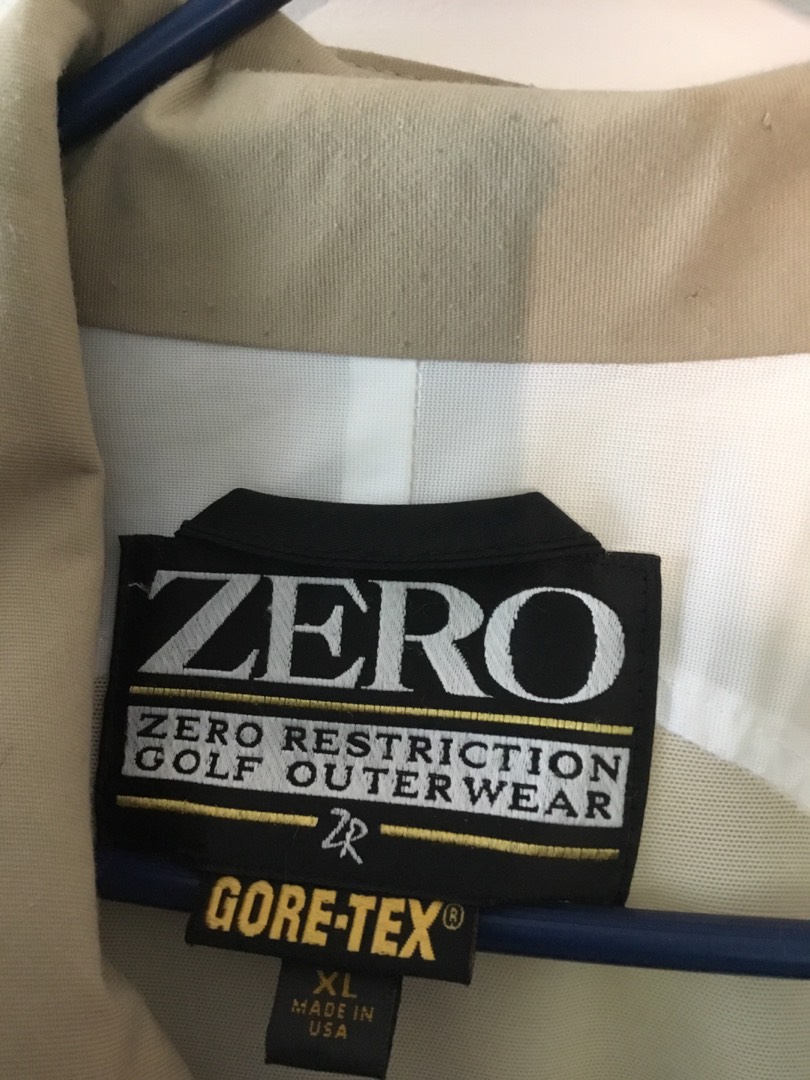 ZERO
ZERO RESTRICTION
GOLF OUTERWEAR
ZR
GORE-TEX®
XL
MADE IN
USA